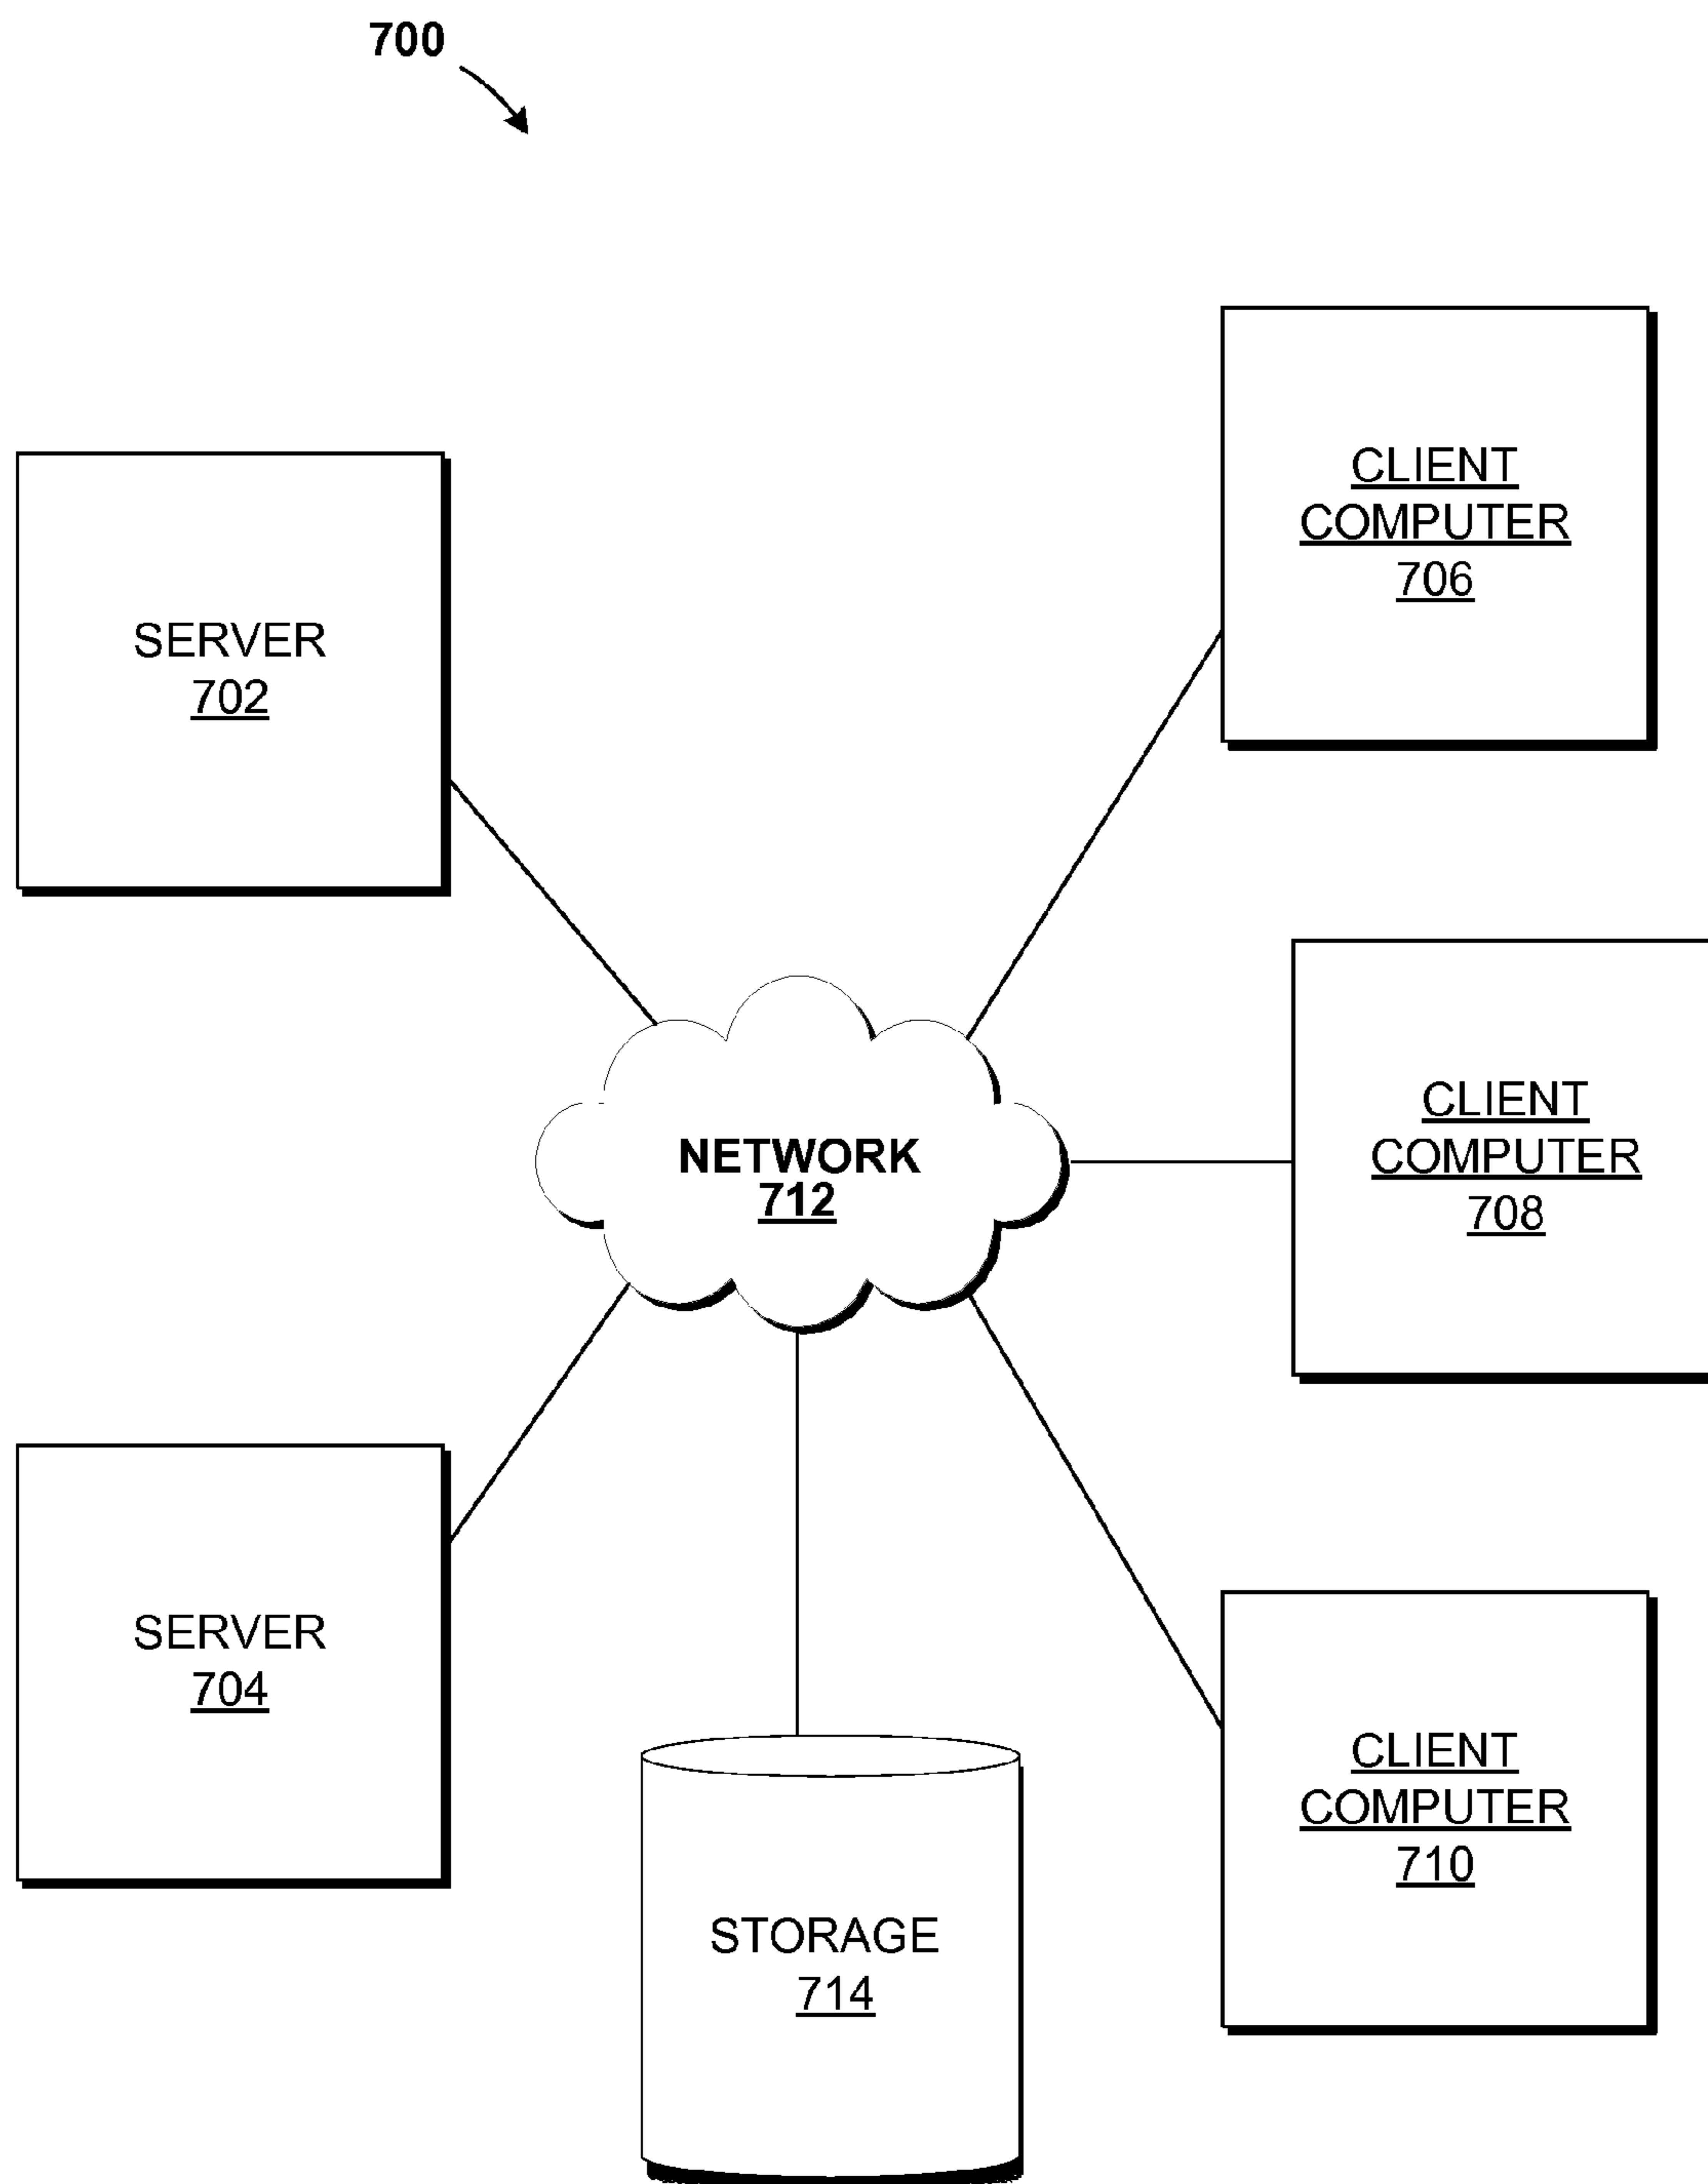 700
CLIENT
COMPUTER
706
SERVER
702
CLIENT
COMPUTER
708
NETWORK
712
SERVER
704
CLIENT
COMPUTER
710
STORAGE
714